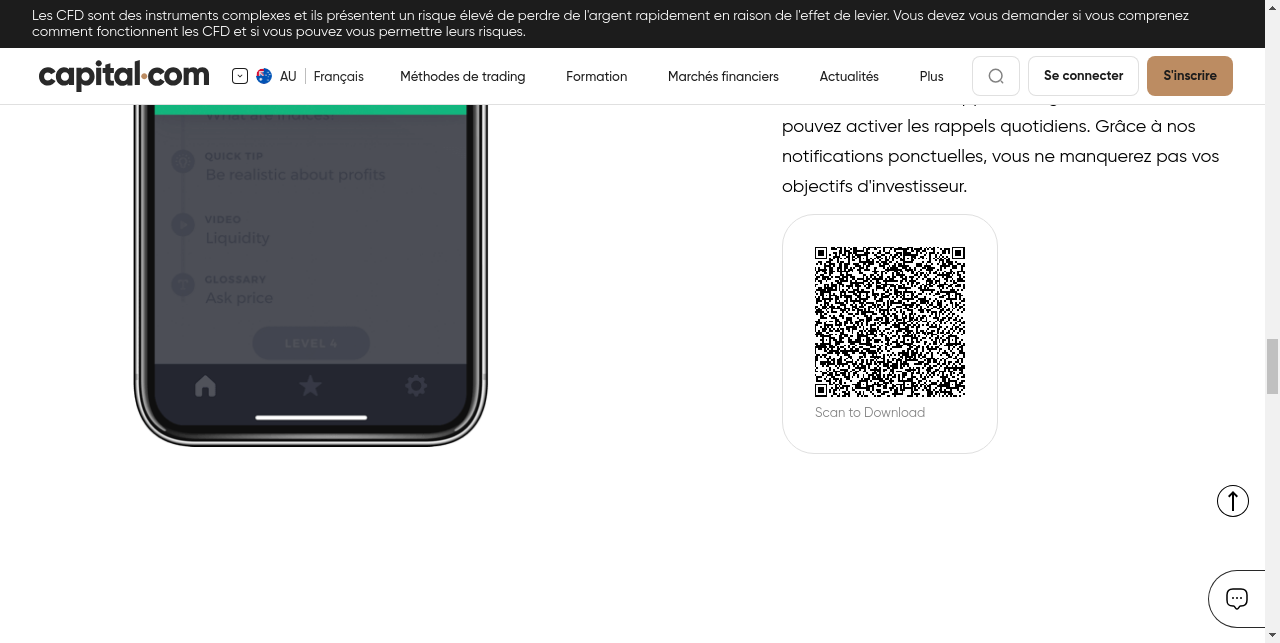 Les CFD sont des instruments complexes et ils présentent un risque élevé de perdre de l'argent rapidement en raison de l'effet de levier. Vous devez vous demander si vous comprenez
comment fonctionnent les CFD et si vous pouvez vous permettre leurs risques.
capital.com
AU
Français
Méthodes de trading
Formation
Marchés financiers
Actualités
Plus
Se connecter
S'inscrire
What are indices?
QUICK TIP
Be realistic about profits
VIDEO
Liquidity
GLOSSARY
Ask price
LEVEL 4
pouvez activer les rappels quotidiens. Grâce à nos
notifications ponctuelles, vous ne manquerez pas vos
objectifs d'investisseur.
Scan to Download